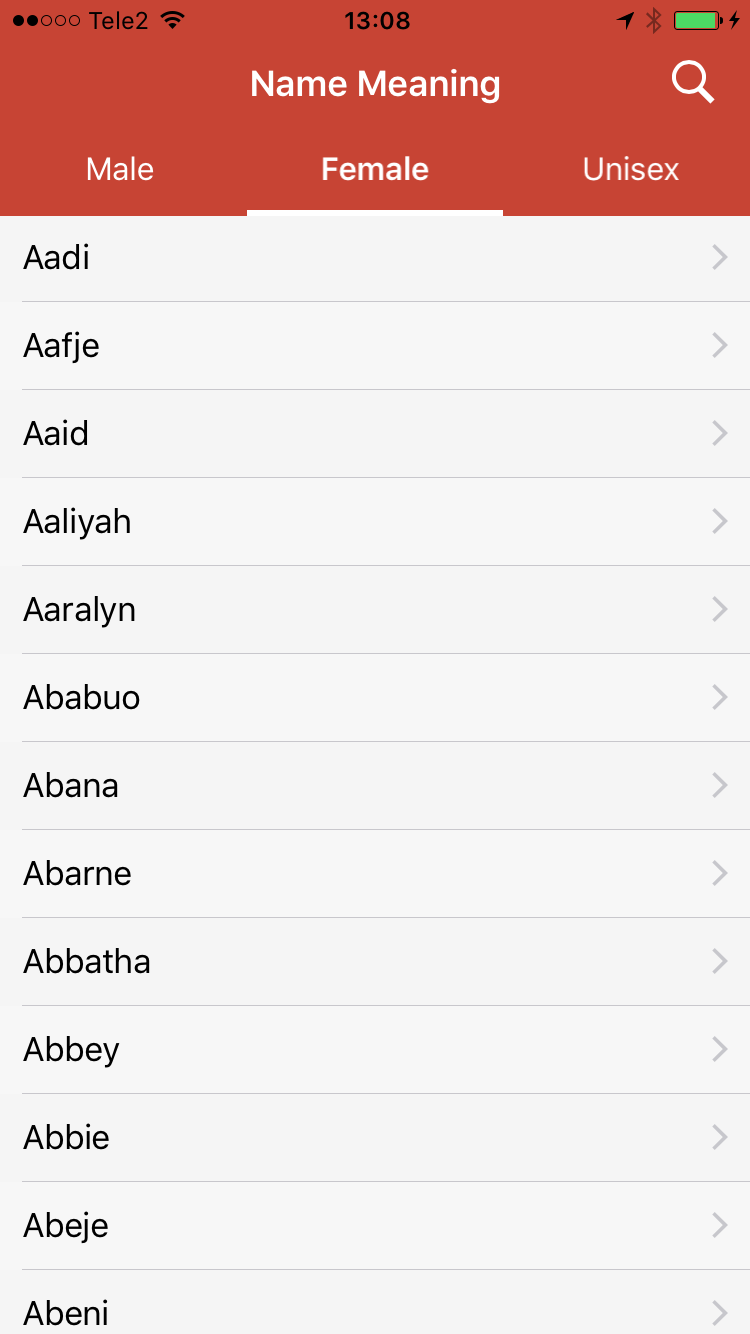 Tele2 13:08
Name Meaning
Male Female Unisex
Aadi
Aafje
Aaid
Aaliyah
Aaralyn
Ababuo
Abana
Abarne
Abbatha
Abbey
Abbie
Abeje
Abeni